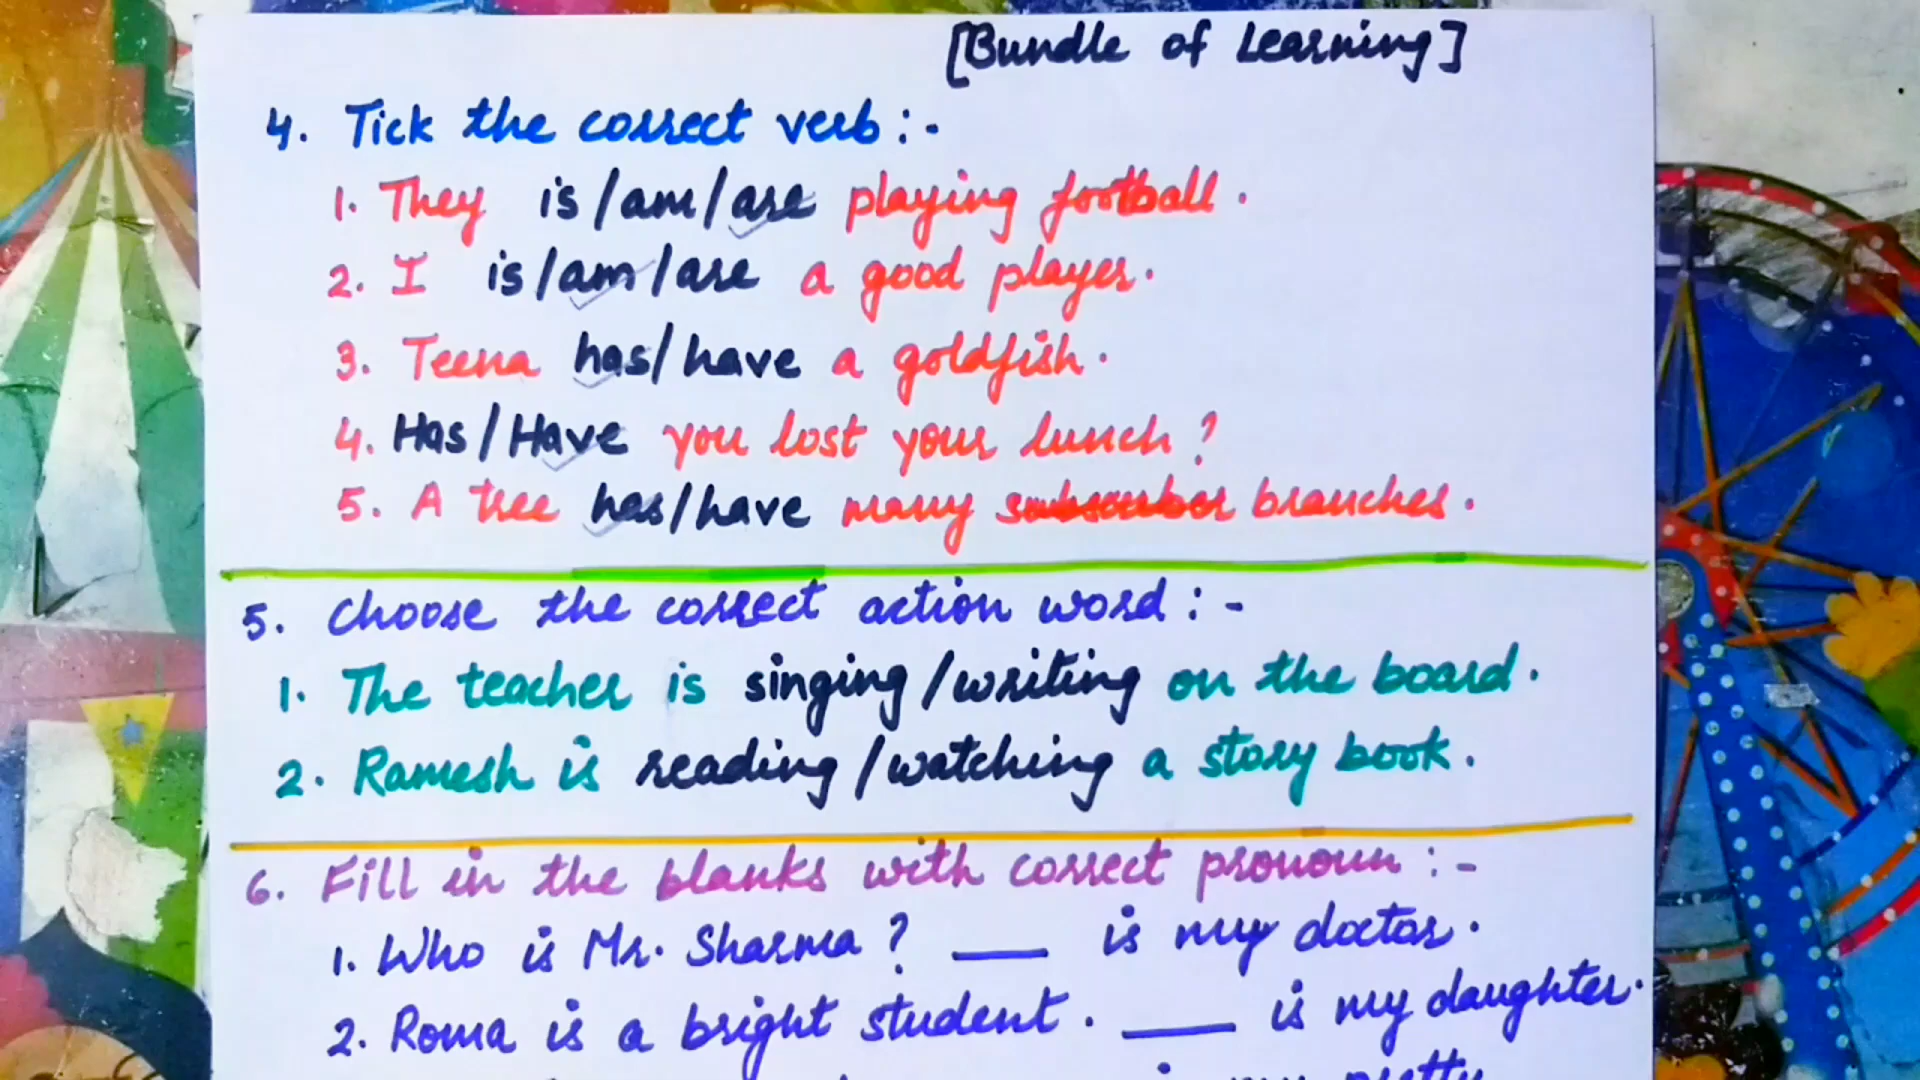 [Bundle of Learning]
4. Tick the correct verb :-
1. They is/am/are playing football.
2. I is/am/are a good player.
3. Teena has/have a goldfish.
4. Has/Have you lost your lunch?
5. A tree has/have many branches.
5. Choose the correct action word :-
1. The teacher is singing/writing on the board.
2. Ramesh is reading/watching a story book.
6. Fill in the blanks with correct pronoun :-
1. Who is Mr. Sharma? ___ is my doctor.
2. Roma is a bright student. ___ is my daughter.
is my pretty